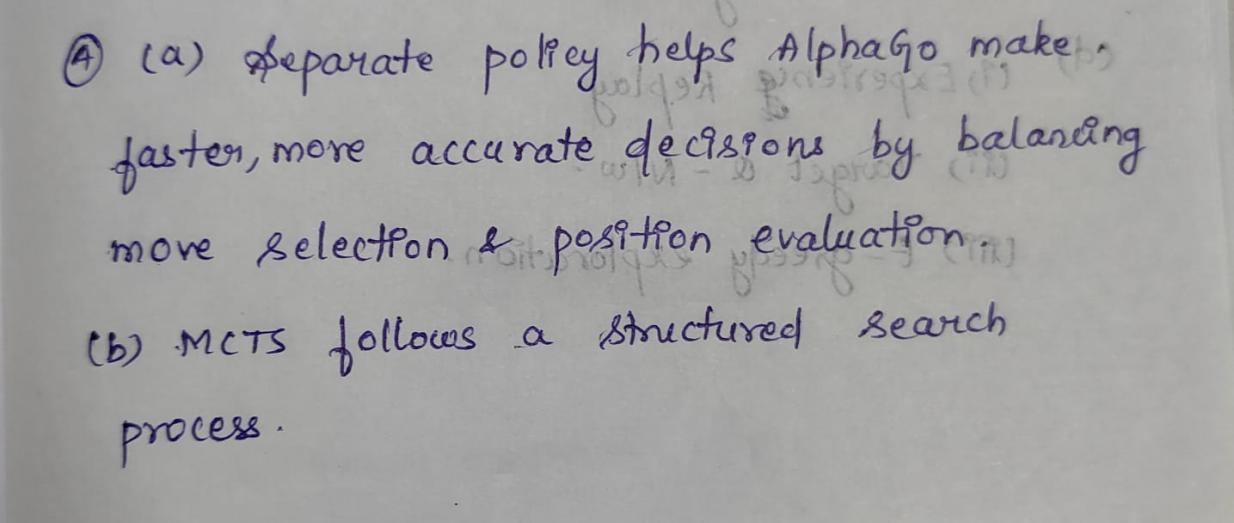 ④ (a) Separate policy helps AlphaGo make
faster, more accurate decisions by balancing
move selection & position evaluation.
(b) MCTS follows a structured search
process.